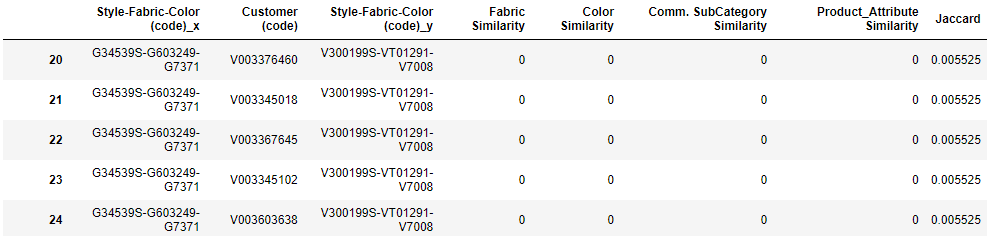 Style-Fabric-Color (code)_x Customer (code) Style-Fabric-Color (code)_y Fabric Similarity Color Similarity Comm. SubCategory Similarity Product_Attribute Similarity Jaccard
20 G34539S-G603249-G7371 V003376460 V300199S-VT01291-V7008 0 0 0 0 0.005525
21 G34539S-G603249-G7371 V003345018 V300199S-VT01291-V7008 0 0 0 0 0.005525
22 G34539S-G603249-G7371 V003367645 V300199S-VT01291-V7008 0 0 0 0 0.005525
23 G34539S-G603249-G7371 V003345102 V300199S-VT01291-V7008 0 0 0 0 0.005525
24 G34539S-G603249-G7371 V003603638 V300199S-VT01291-V7008 0 0 0 0 0.005525